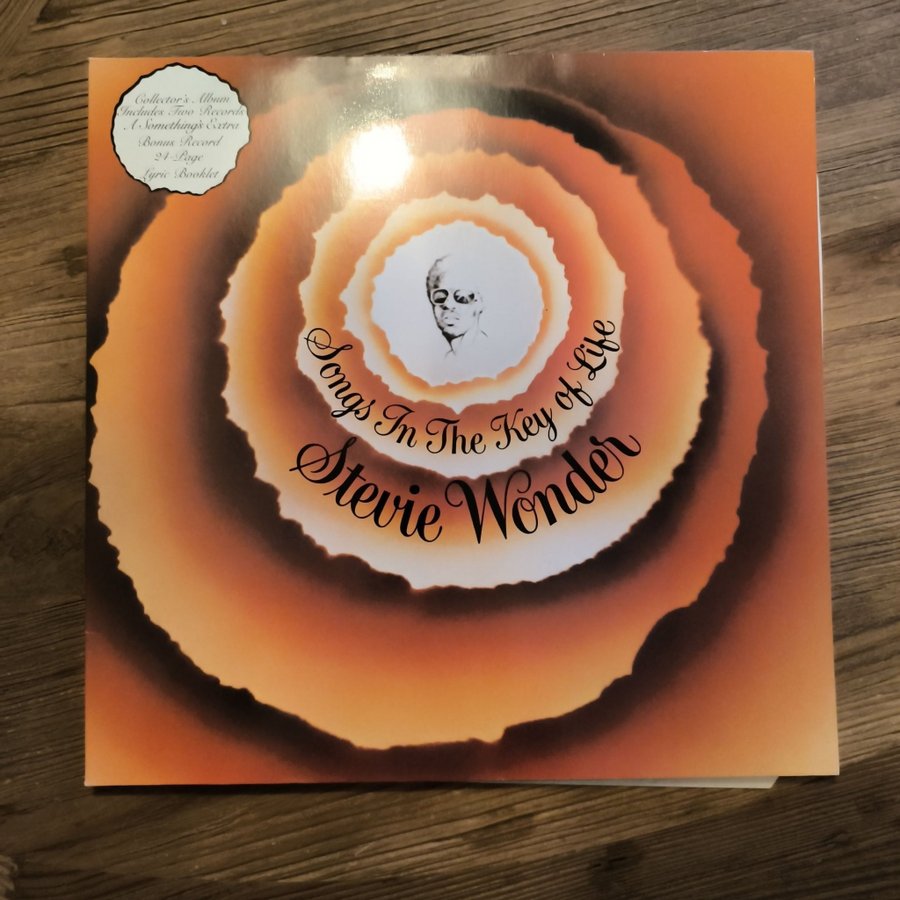 Collector's Album
Includes Two Records
A Something's Extra
Bonus Record
24-Page
Lyric Booklet
Songs In The Key of Life
Stevie Wonder